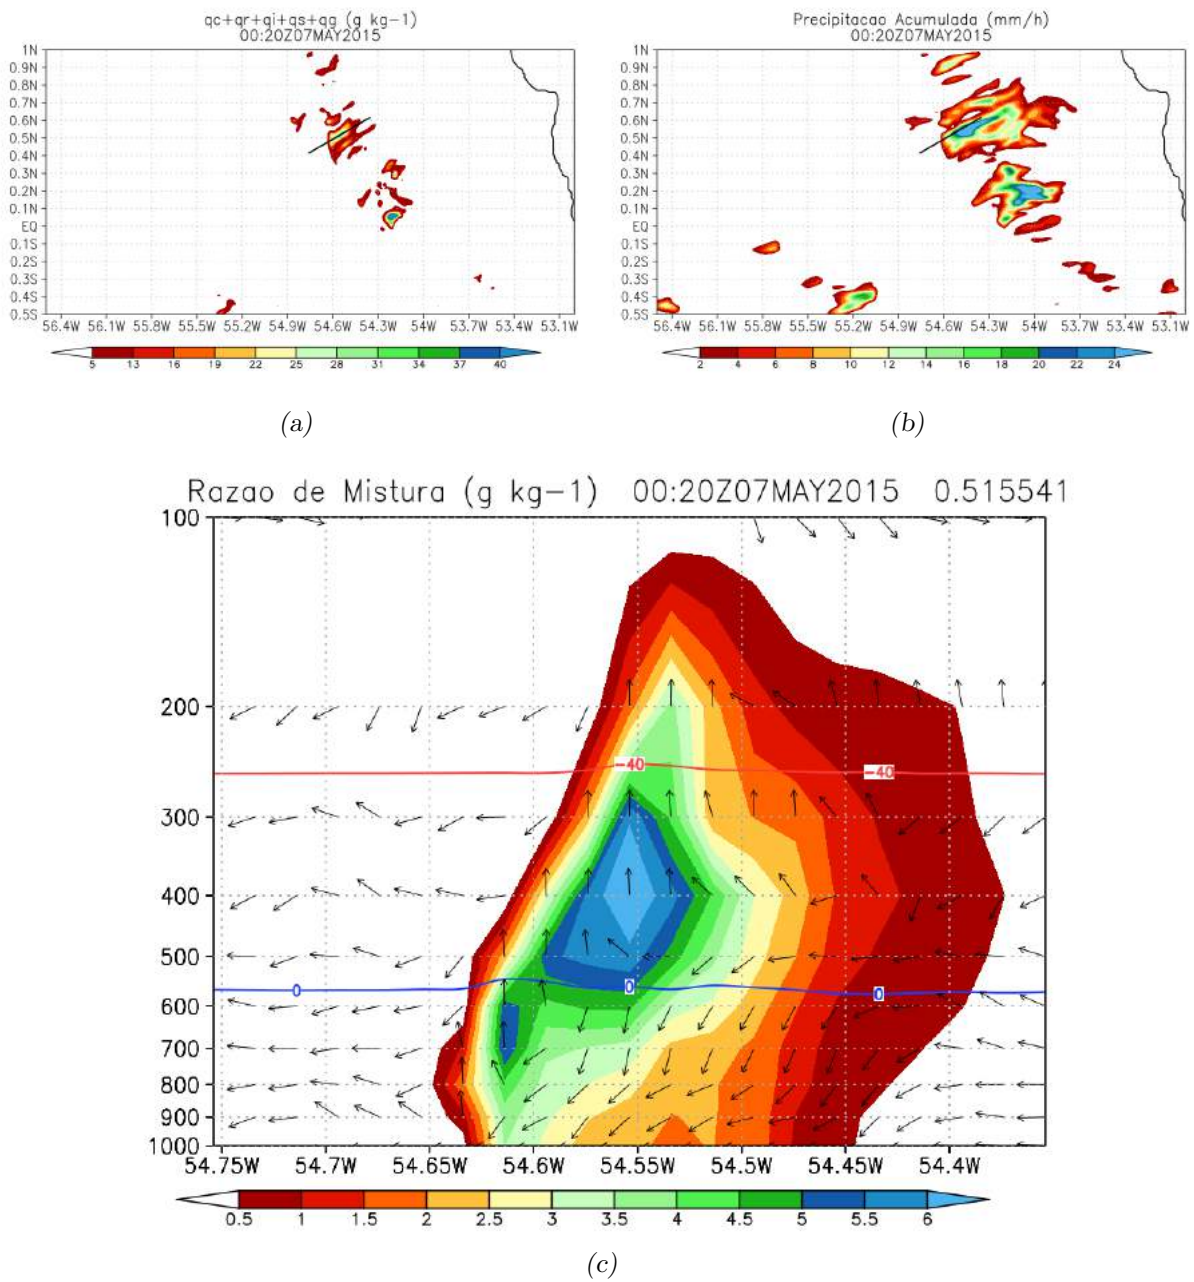 qc+qr+qi+qs+qg (g kg-1)
00:20Z07MAY2015
1N
0.9N
0.8N
0.7N
0.6N
0.5N
0.4N
0.3N
0.2N
0.1N
EQ
0.1S
0.2S
0.3S
0.4S
0.5S
56.4W 56.1W 55.8W 55.5W 55.2W 54.9W 54.6W 54.3W 54W 53.7W 53.4W 53.1W
5 13 16 19 22 25 28 31 34 37 40
(a)
Precipitacao Acumulada (mm/h)
00:20Z07MAY2015
1N
0.9N
0.8N
0.7N
0.6N
0.5N
0.4N
0.3N
0.2N
0.1N
EQ
0.1S
0.2S
0.3S
0.4S
0.5S
56.4W 56.1W 55.8W 55.5W 55.2W 54.9W 54.6W 54.3W 54W 53.7W 53.4W 53.1W
2 4 6 8 10 12 14 16 18 20 22 24
(b)
Razao de Mistura (g kg-1) 00:20Z07MAY2015 0.515541
100
200
-40
-40
300
400
500
0
0
0
600
700
800
900
1000
54.75W 54.7W 54.65W 54.6W 54.55W 54.5W 54.45W 54.4W
0.5 1 1.5 2 2.5 3 3.5 4 4.5 5 5.5 6
(c)